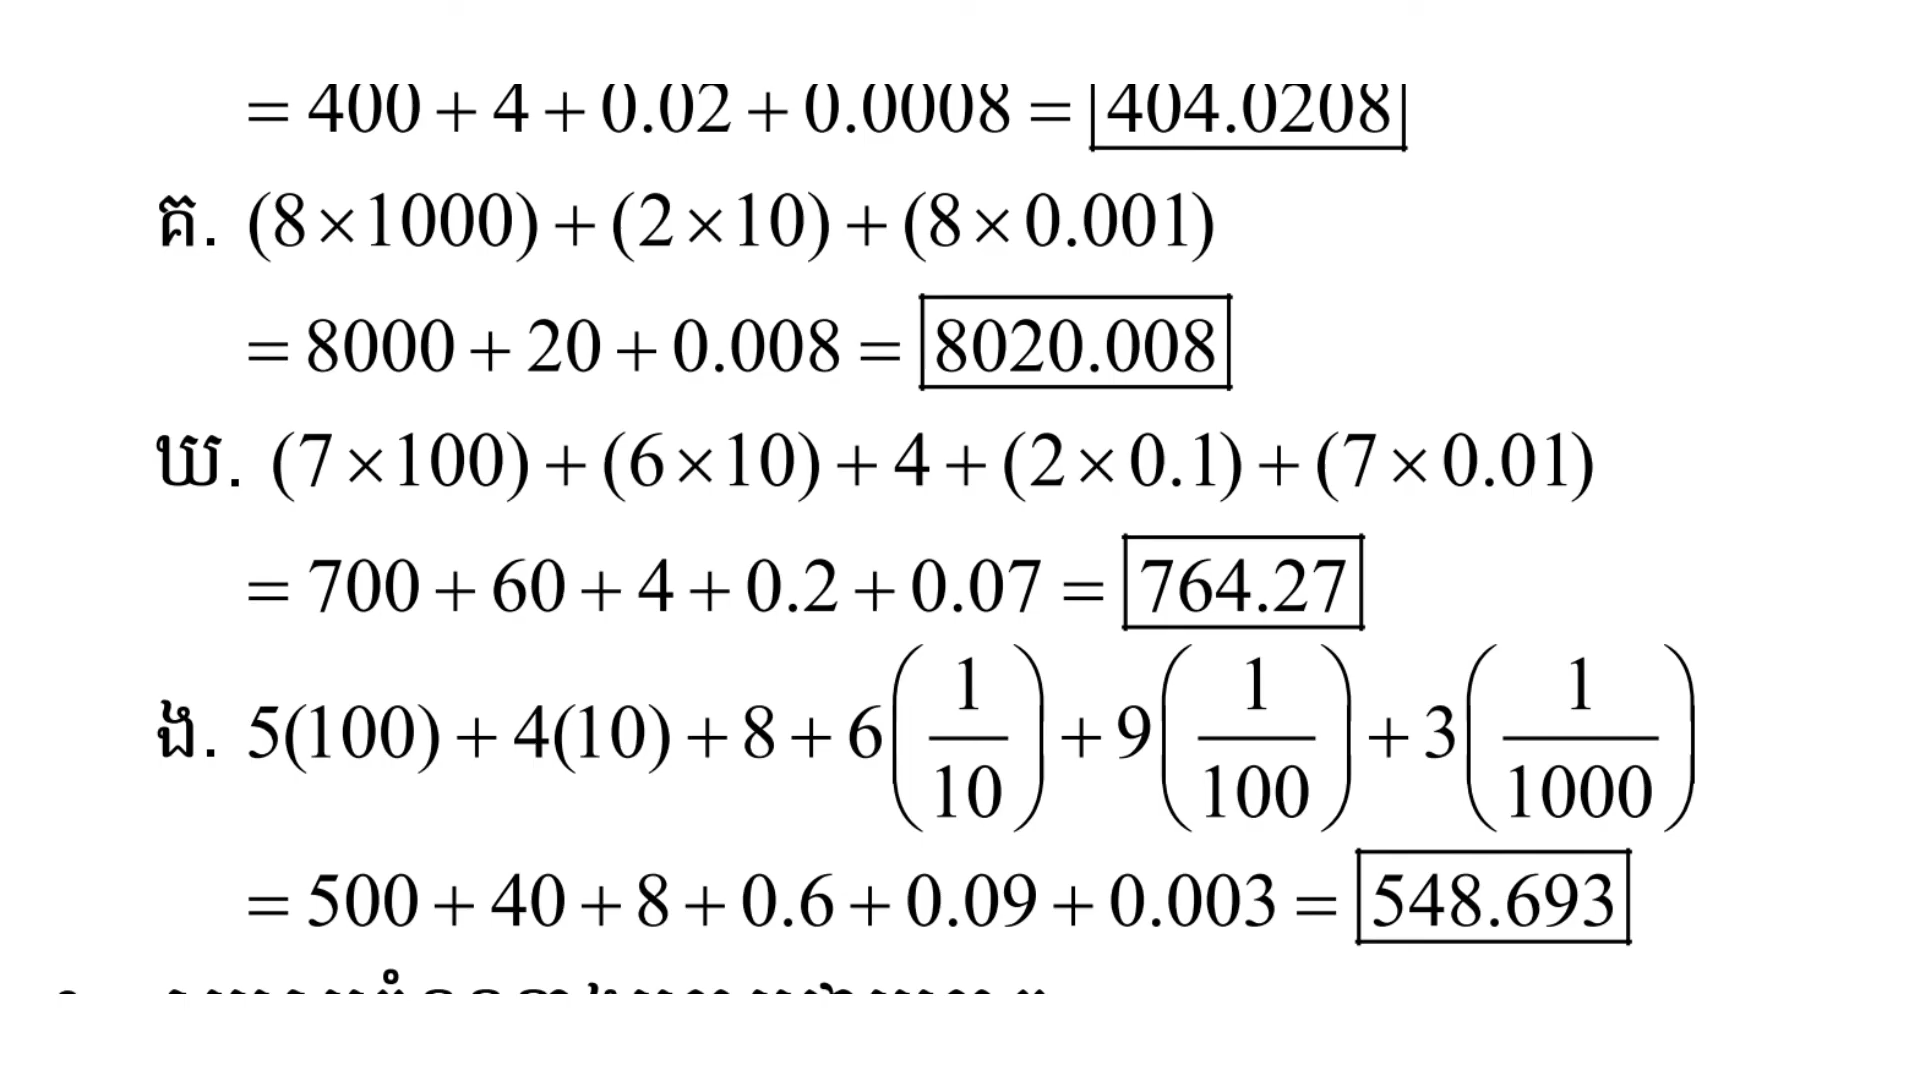 = 400 + 4 + 0.02 + 0.0008 = 404.0208
គ. (8×1000) + (2×10) + (8×0.001)
= 8000 + 20 + 0.008 = 8020.008
ឃ. (7×100) + (6×10) + 4 + (2×0.1) + (7×0.01)
= 700 + 60 + 4 + 0.2 + 0.07 = 764.27
ង. 5(100) + 4(10) + 8 + 6(1/10) + 9(1/100) + 3(1/1000)
= 500 + 40 + 8 + 0.6 + 0.09 + 0.003 = 548.693